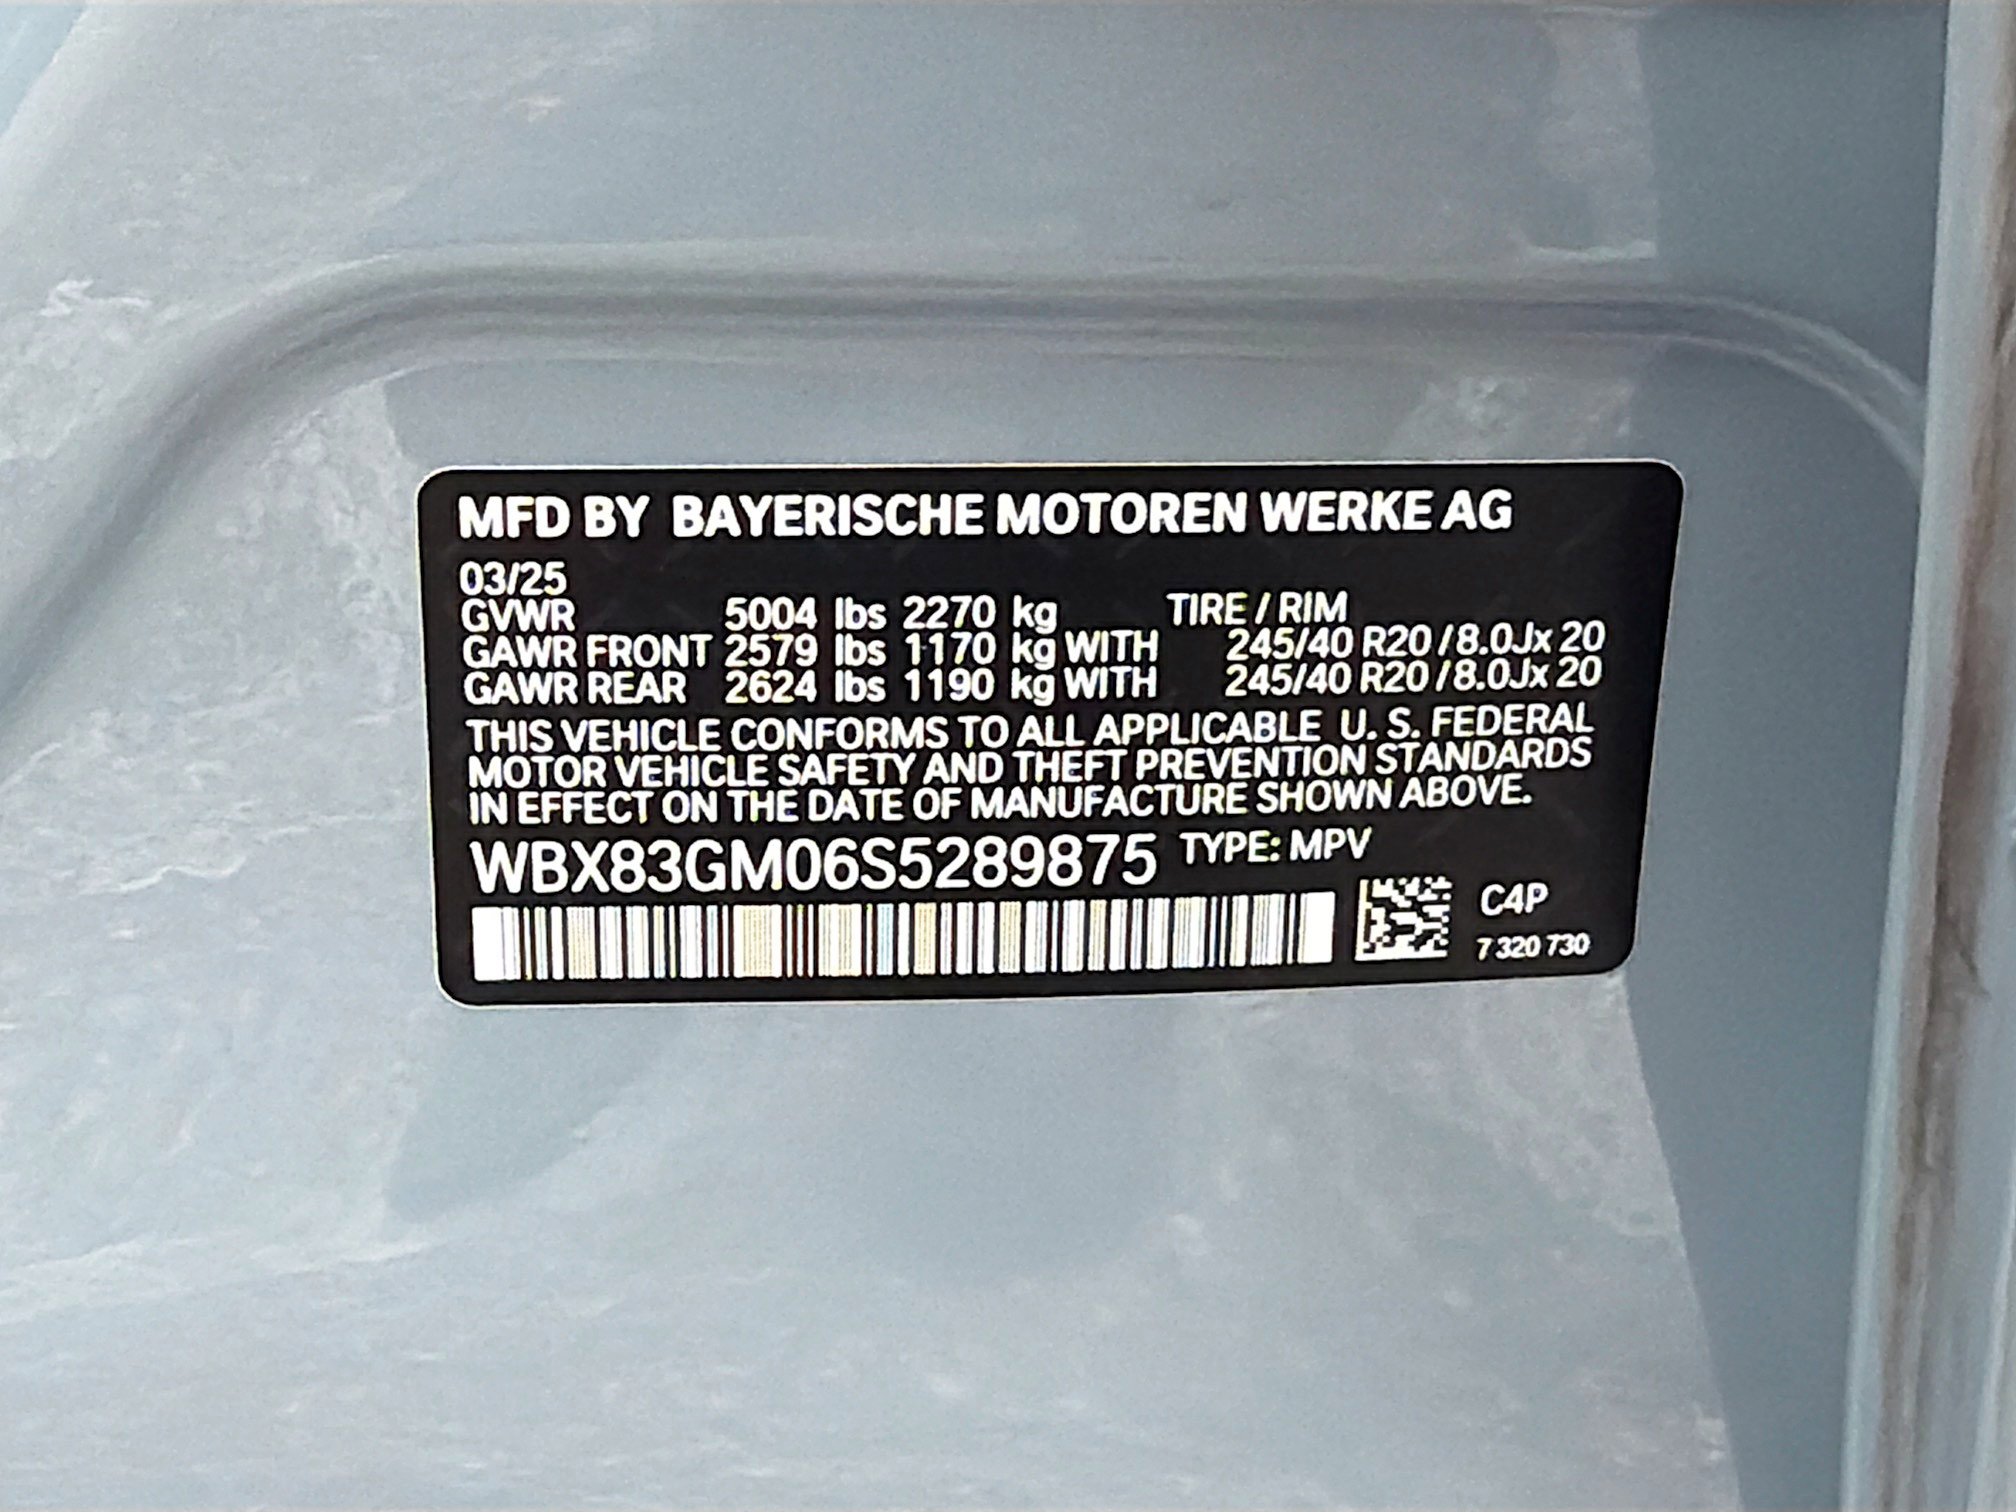 MFD BY BAYERISCHE MOTOREN WERKE AG
03/25
GVWR 5004 lbs 2270 kg TIRE / RIM
GAWR FRONT 2579 lbs 1170 kg WITH 245/40 R20 / 8.0Jx 20
GAWR REAR 2624 lbs 1190 kg WITH 245/40 R20 / 8.0Jx 20
THIS VEHICLE CONFORMS TO ALL APPLICABLE U. S. FEDERAL
MOTOR VEHICLE SAFETY AND THEFT PREVENTION STANDARDS
IN EFFECT ON THE DATE OF MANUFACTURE SHOWN ABOVE.
WBX83GM06S5289875 TYPE: MPV
C4P
7 320 730